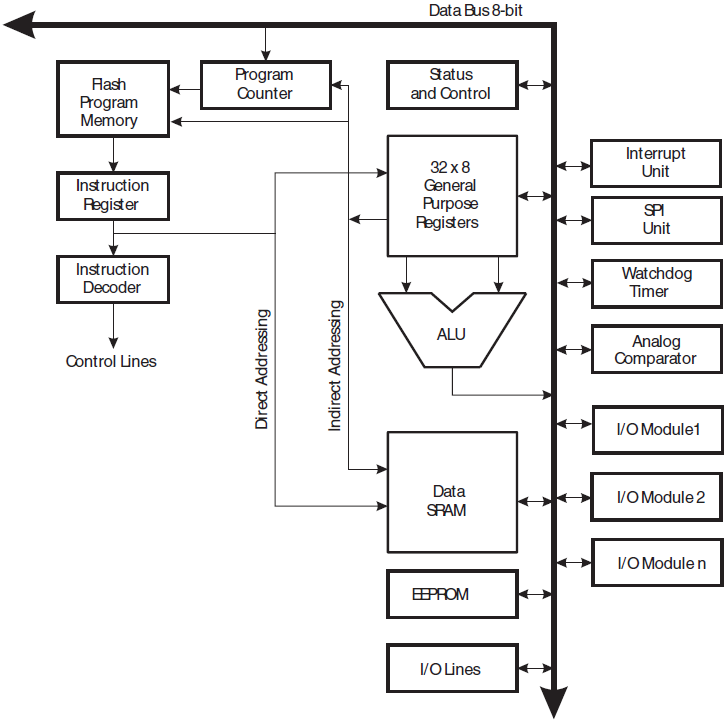 Data Bus 8-bit
Flash
Program
Memory
Program
Counter
Status
and Control
Instruction
Register
32 x 8
General
Purpose
Registers
Interrupt
Unit
SPI
Unit
Instruction
Decoder
Watchdog
Timer
Control Lines
Direct Addressing
Indirect Addressing
ALU
Analog
Comparator
I/O Module1
Data
SRAM
I/O Module 2
I/O Module n
EEPROM
I/O Lines